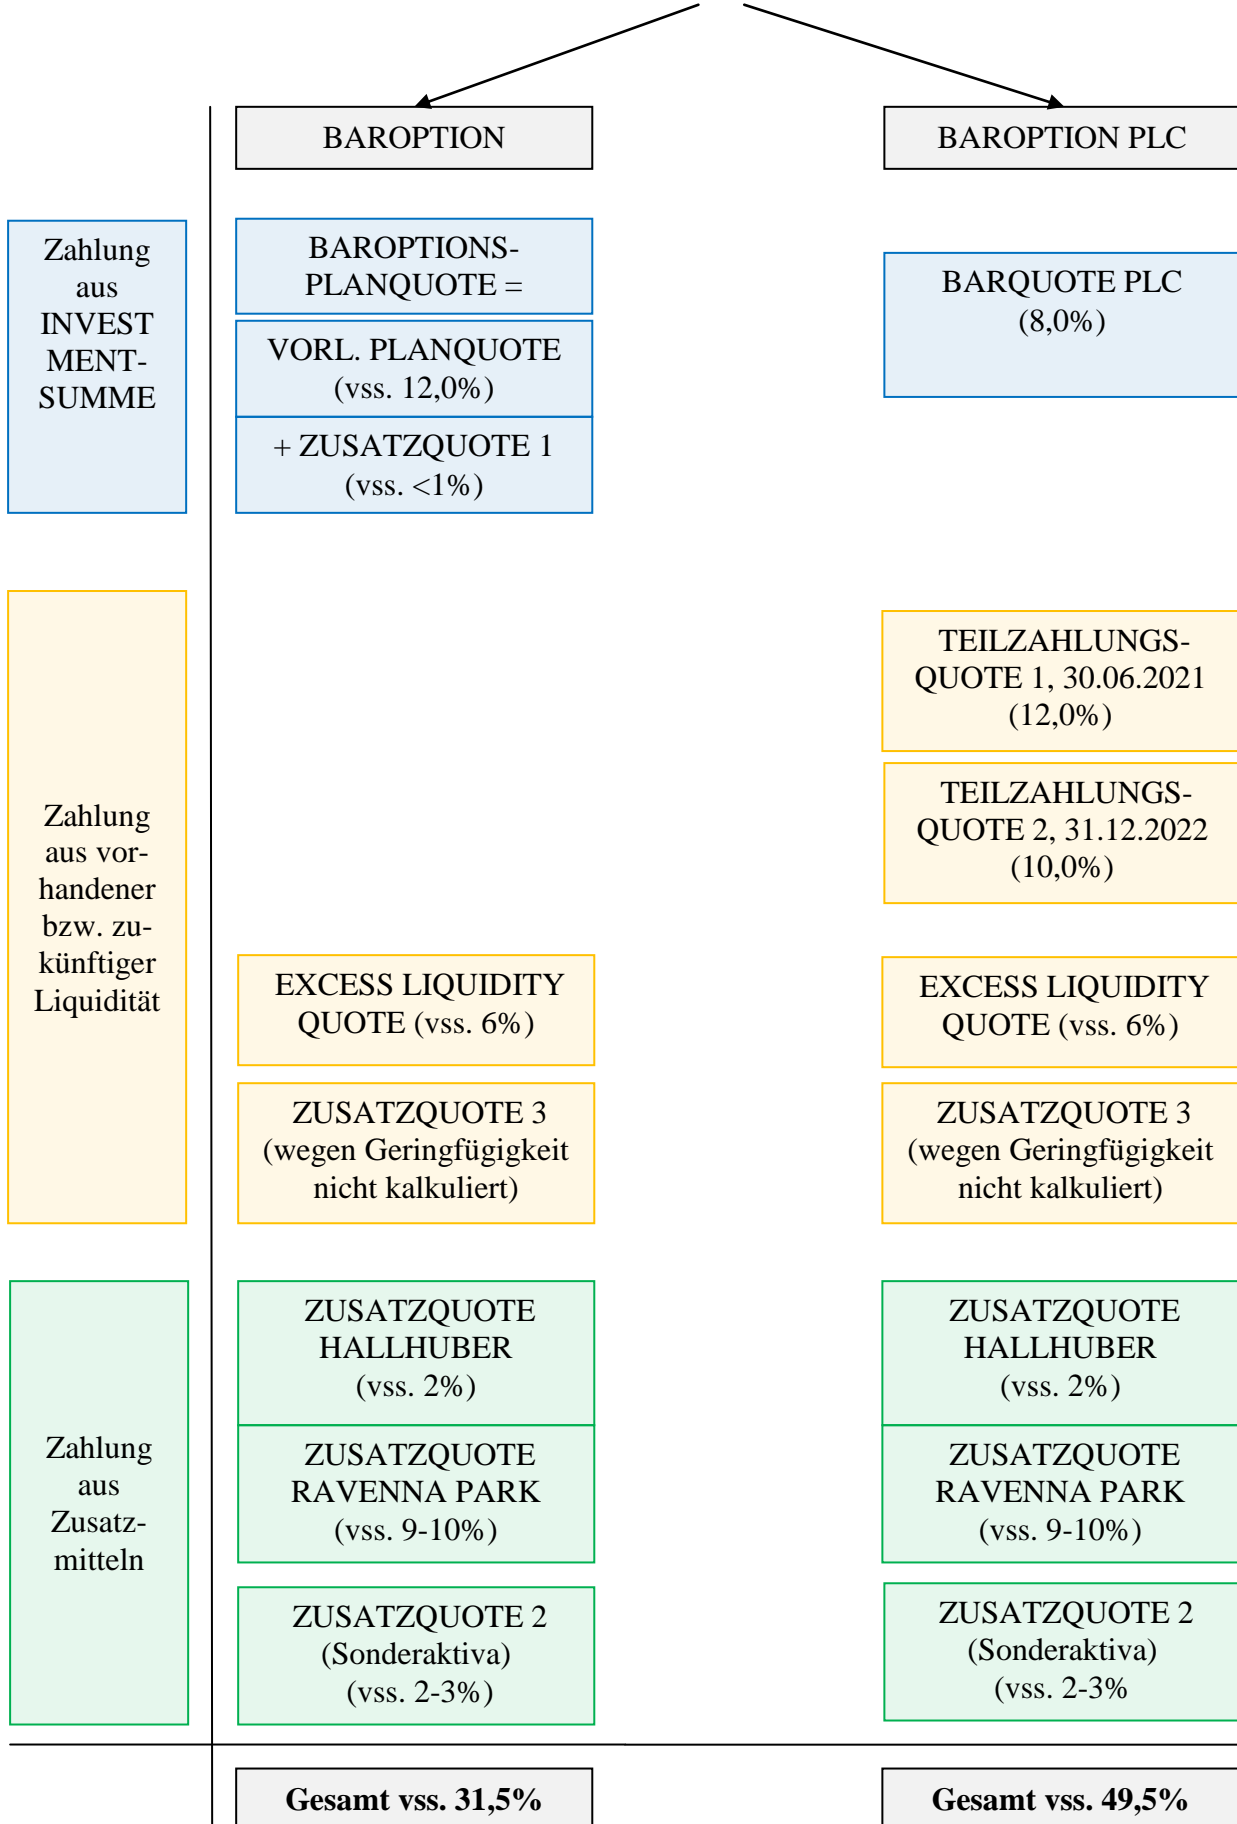 BAROPTION
BAROPTION PLC
Zahlung
aus
INVEST
MENT-
SUMME
BAROPTIONS-
PLANQUOTE =
VORL. PLANQUOTE
(vss. 12,0%)
+ ZUSATZQUOTE 1
(vss. <1%)
BARQUOTE PLC
(8,0%)
Zahlung
aus vor-
handener
bzw. zu-
künftiger
Liquidität
TEILZAHLUNGS-
QUOTE 1, 30.06.2021
(12,0%)
TEILZAHLUNGS-
QUOTE 2, 31.12.2022
(10,0%)
EXCESS LIQUIDITY
QUOTE (vss. 6%)
EXCESS LIQUIDITY
QUOTE (vss. 6%)
ZUSATZQUOTE 3
(wegen Geringfügigkeit
nicht kalkuliert)
ZUSATZQUOTE 3
(wegen Geringfügigkeit
nicht kalkuliert)
Zahlung
aus
Zusatz-
mitteln
ZUSATZQUOTE
HALLHUBER
(vss. 2%)
ZUSATZQUOTE
RAVENNA PARK
(vss. 9-10%)
ZUSATZQUOTE 2
(Sonderaktiva)
(vss. 2-3%)
ZUSATZQUOTE
HALLHUBER
(vss. 2%)
ZUSATZQUOTE
RAVENNA PARK
(vss. 9-10%)
ZUSATZQUOTE 2
(Sonderaktiva)
(vss. 2-3%
Gesamt vss. 31,5%
Gesamt vss. 49,5%